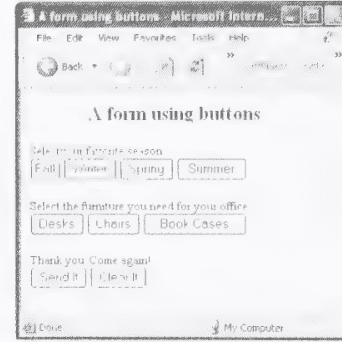 A form using buttons - Microsoft Intern...
File Edit View Favorites Tools Help
Back
A form using buttons
Select your favorite season
Fall Winter Spring Summer
Select the furniture you need for your office
Desks Chairs Book Cases
Thank you. Come again!
Send It Clear It
Done My Computer